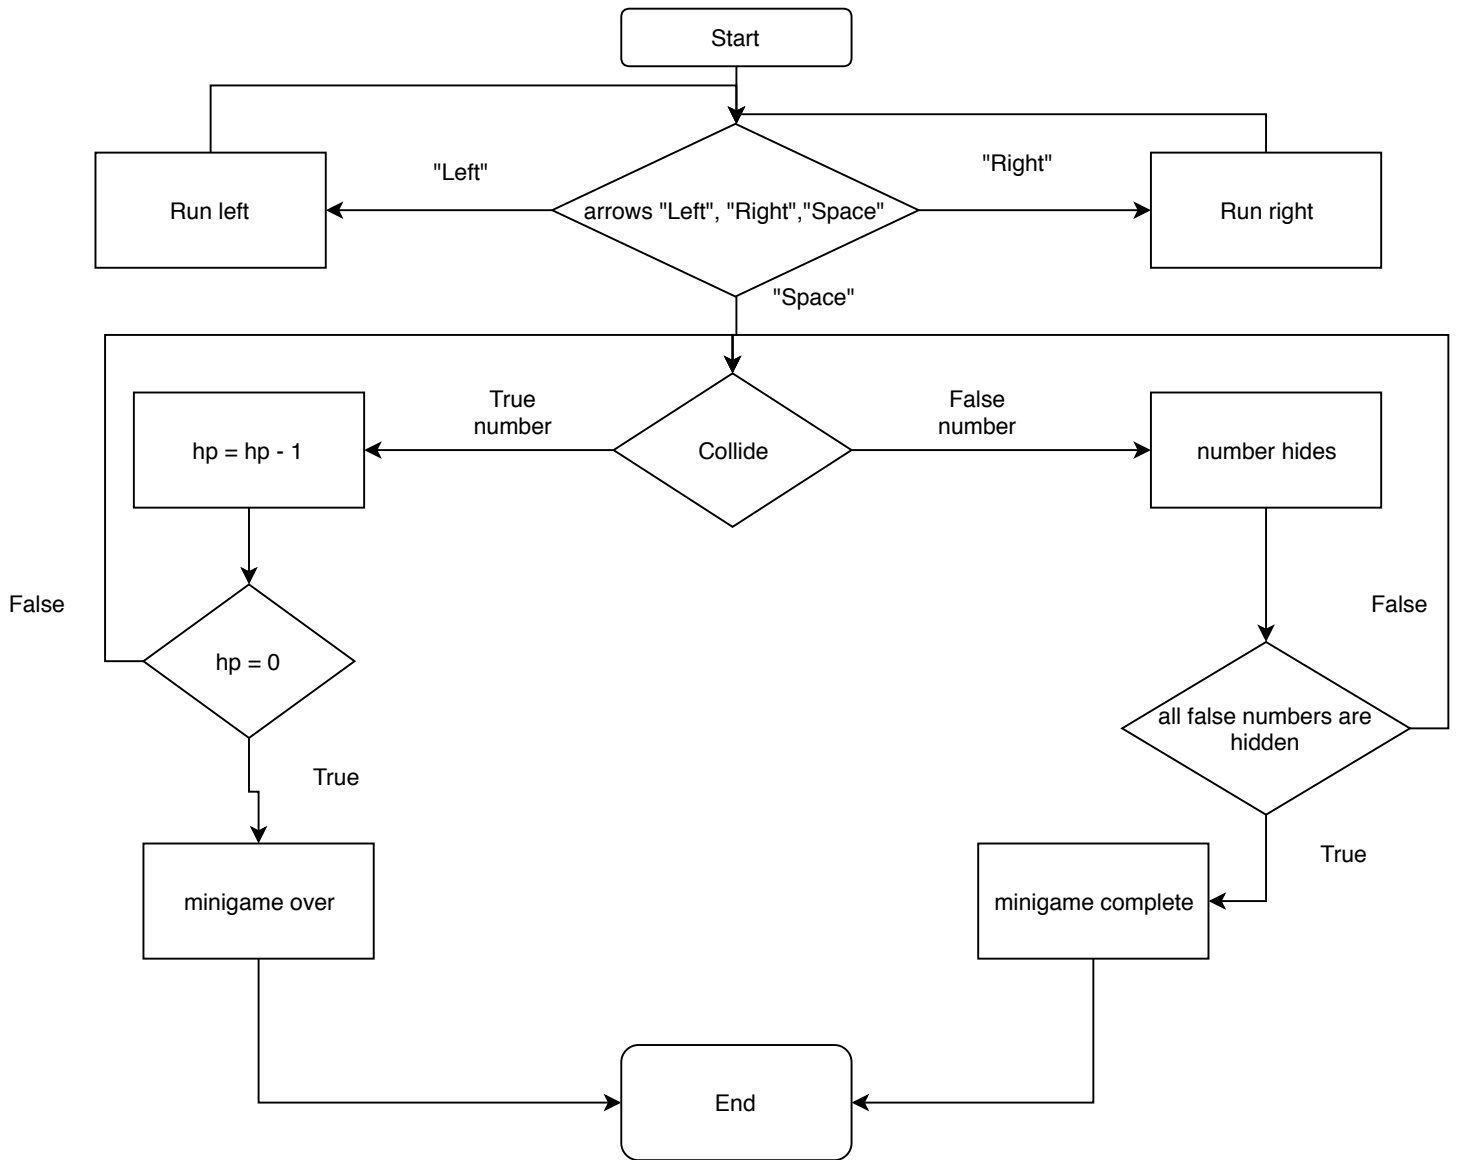 Start
"Left"
"Right"
Run left
arrows "Left", "Right","Space"
Run right
"Space"
True
number
False
number
hp = hp - 1
Collide
number hides
False
False
hp = 0
all false numbers are
hidden
True
True
minigame over
minigame complete
End